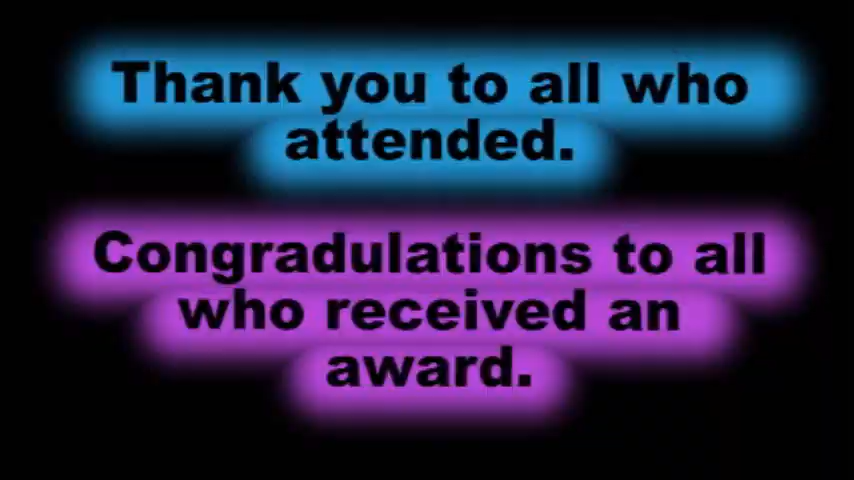 Thank you to all who
attended.
Congradulations to all
who received an
award.